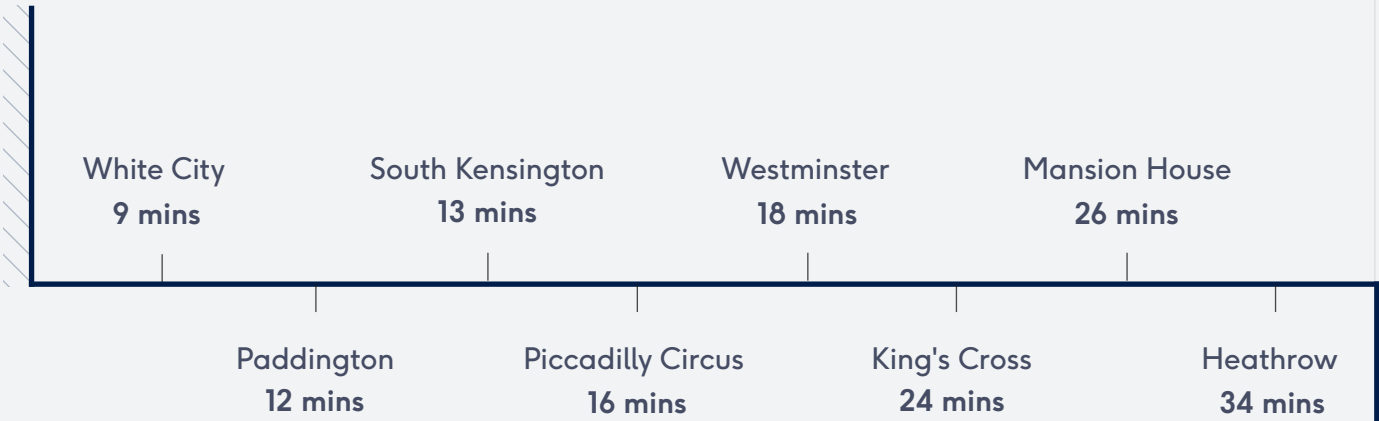 White City
9 mins
South Kensington
13 mins
Westminster
18 mins
Mansion House
26 mins
Paddington
12 mins
Piccadilly Circus
16 mins
King's Cross
24 mins
Heathrow
34 mins